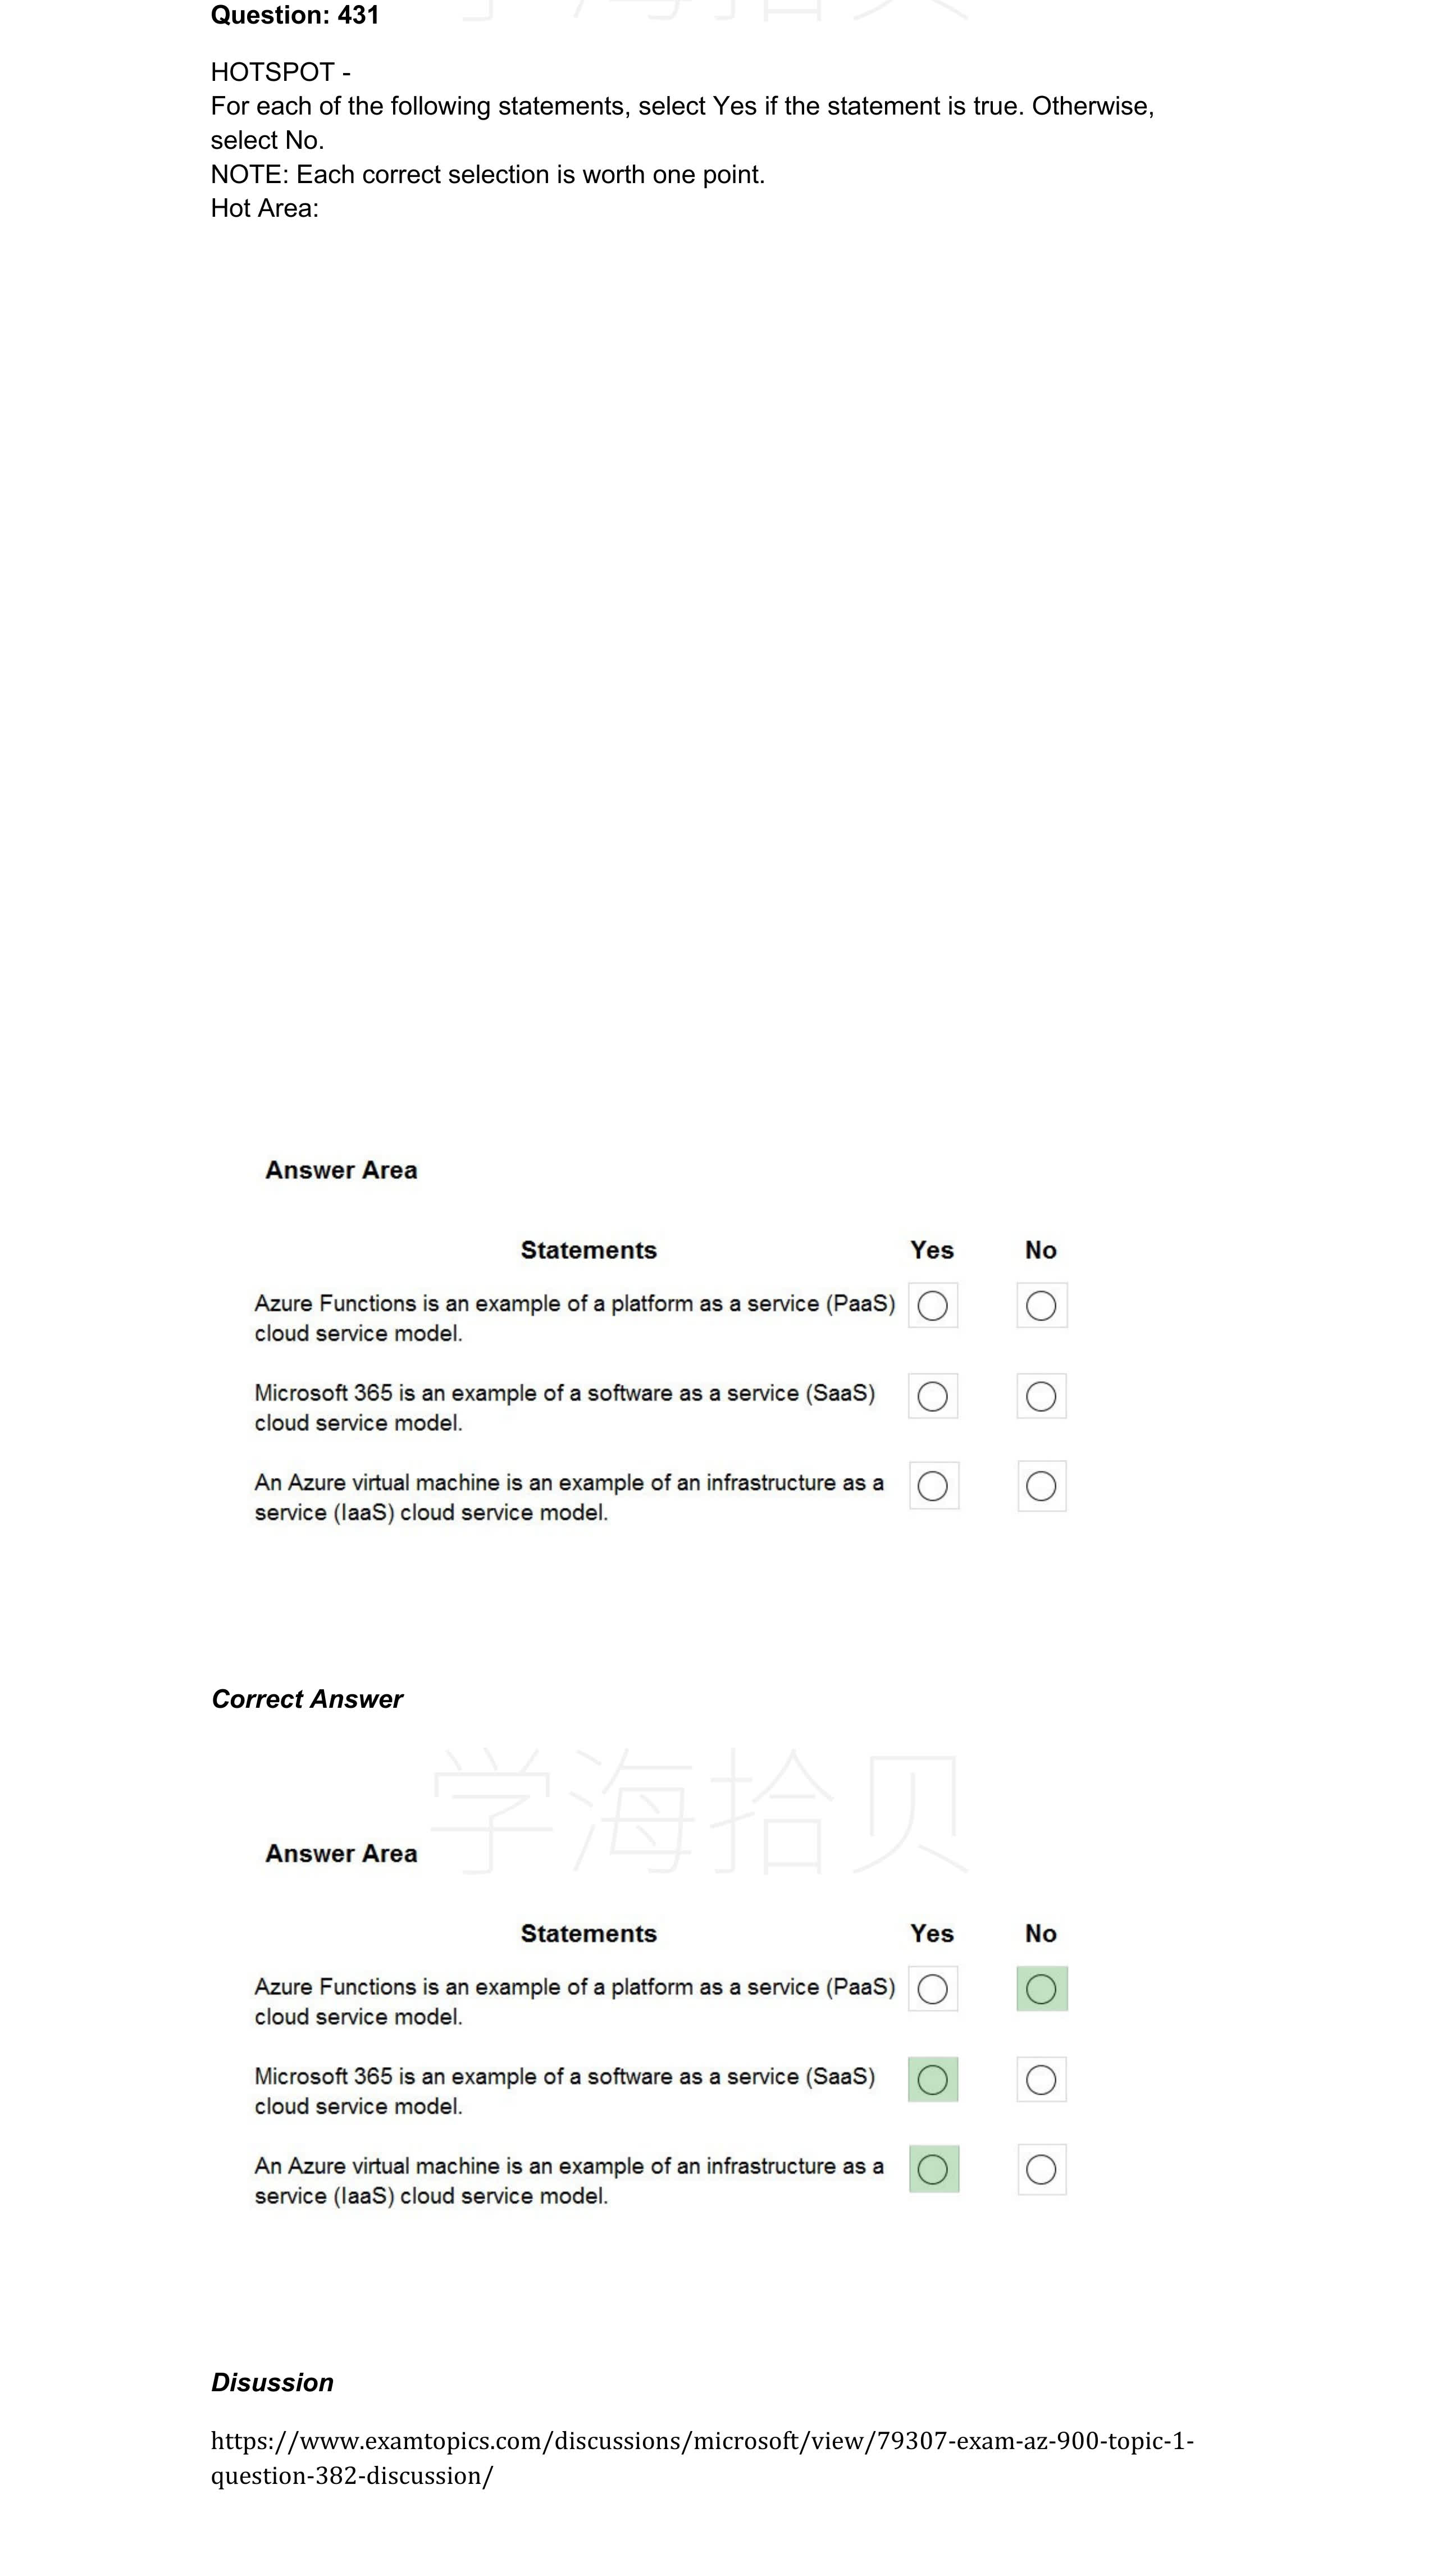 Question: 431
HOTSPOT -
For each of the following statements, select Yes if the statement is true. Otherwise,
select No.
NOTE: Each correct selection is worth one point.
Hot Area:
Answer Area
Statements Yes No
Azure Functions is an example of a platform as a service (PaaS)
cloud service model.
Microsoft 365 is an example of a software as a service (SaaS)
cloud service model.
An Azure virtual machine is an example of an infrastructure as a
service (IaaS) cloud service model.
Correct Answer
学海拾贝
Answer Area
Statements Yes No
Azure Functions is an example of a platform as a service (PaaS)
cloud service model.
Microsoft 365 is an example of a software as a service (SaaS)
cloud service model.
An Azure virtual machine is an example of an infrastructure as a
service (IaaS) cloud service model.
Disussion
https://www.examtopics.com/discussions/microsoft/view/79307-exam-az-900-topic-1-
question-382-discussion/